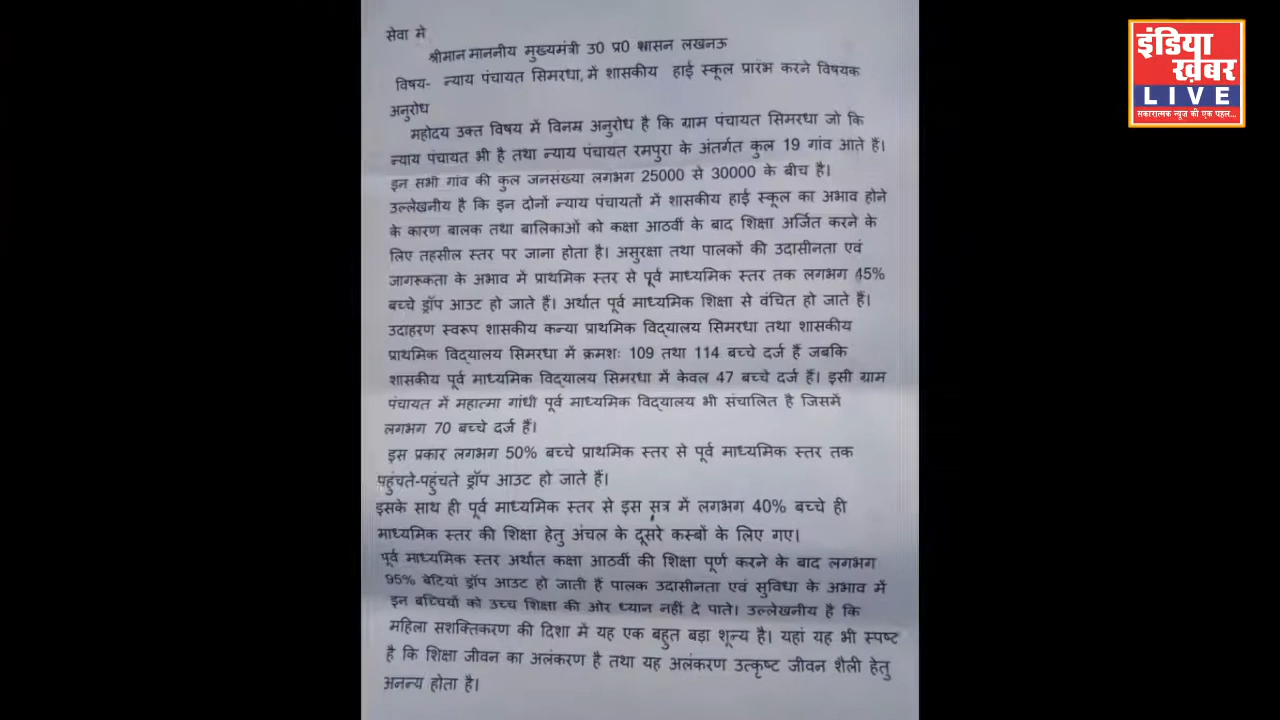 सेवा मे
श्रीमान माननीय मुख्यमंत्री उ0 प्र0 शासन लखनऊ
विषय- न्याय पंचायत सिमरधा, में शासकीय हाई स्कूल प्रारंभ करने विषयक
अनुरोध
महोदय उक्त विषय में विनम्र अनुरोध है कि ग्राम पंचायत सिमरधा जो कि
न्याय पंचायत भी है तथा न्याय पंचायत रमपुरा के अंतर्गत कुल 19 गांव आते हैं।
इन सभी गांव की कुल जनसंख्या लगभग 25000 से 30000 के बीच है।
उल्लेखनीय है कि इन दोनों न्याय पंचायतों में शासकीय हाई स्कूल का अभाव होने
के कारण बालक तथा बालिकाओं को कक्षा आठवीं के बाद शिक्षा अर्जित करने के
लिए तहसील स्तर पर जाना होता है। असुरक्षा तथा पालकों की उदासीनता एवं
जागरूकता के अभाव में प्राथमिक स्तर से पूर्व माध्यमिक स्तर तक लगभग 45%
बच्चे ड्रॉप आउट हो जाते हैं। अर्थात पूर्व माध्यमिक शिक्षा से वंचित हो जाते हैं।
उदाहरण स्वरूप शासकीय कन्या प्राथमिक विद्यालय सिमरधा तथा शासकीय
प्राथमिक विद्यालय सिमरधा में क्रमशः 109 तथा 114 बच्चे दर्ज हैं जबकि
शासकीय पूर्व माध्यमिक विद्यालय सिमरधा में केवल 47 बच्चे दर्ज हैं। इसी ग्राम
पंचायत में महात्मा गांधी पूर्व माध्यमिक विद्यालय भी संचालित है जिसमें
लगभग 70 बच्चे दर्ज हैं।
इस प्रकार लगभग 50% बच्चे प्राथमिक स्तर से पूर्व माध्यमिक स्तर तक
पहुंचते-पहुंचते ड्रॉप आउट हो जाते हैं।
इसके साथ ही पूर्व माध्यमिक स्तर से इस सत्र में लगभग 40% बच्चे ही
माध्यमिक स्तर की शिक्षा हेतु अंचल के दूसरे कस्बों के लिए गए।
पूर्व माध्यमिक स्तर अर्थात कक्षा आठवीं की शिक्षा पूर्ण करने के बाद लगभग
95% बेटियां ड्रॉप आउट हो जाती हैं पालक उदासीनता एवं सुविधा के अभाव में
इन बच्चियों को उच्च शिक्षा की ओर ध्यान नहीं दे पाते। उल्लेखनीय है कि
महिला सशक्तिकरण की दिशा में यह एक बहुत बड़ा शून्य है। यहां यह भी स्पष्ट
है कि शिक्षा जीवन का अलंकरण है तथा यह अलंकरण उत्कृष्ट जीवन शैली हेतु
अनन्य होता है।
इंडिया
ख़बर
LIVE
सकारात्मक न्यूज की एक पहल...